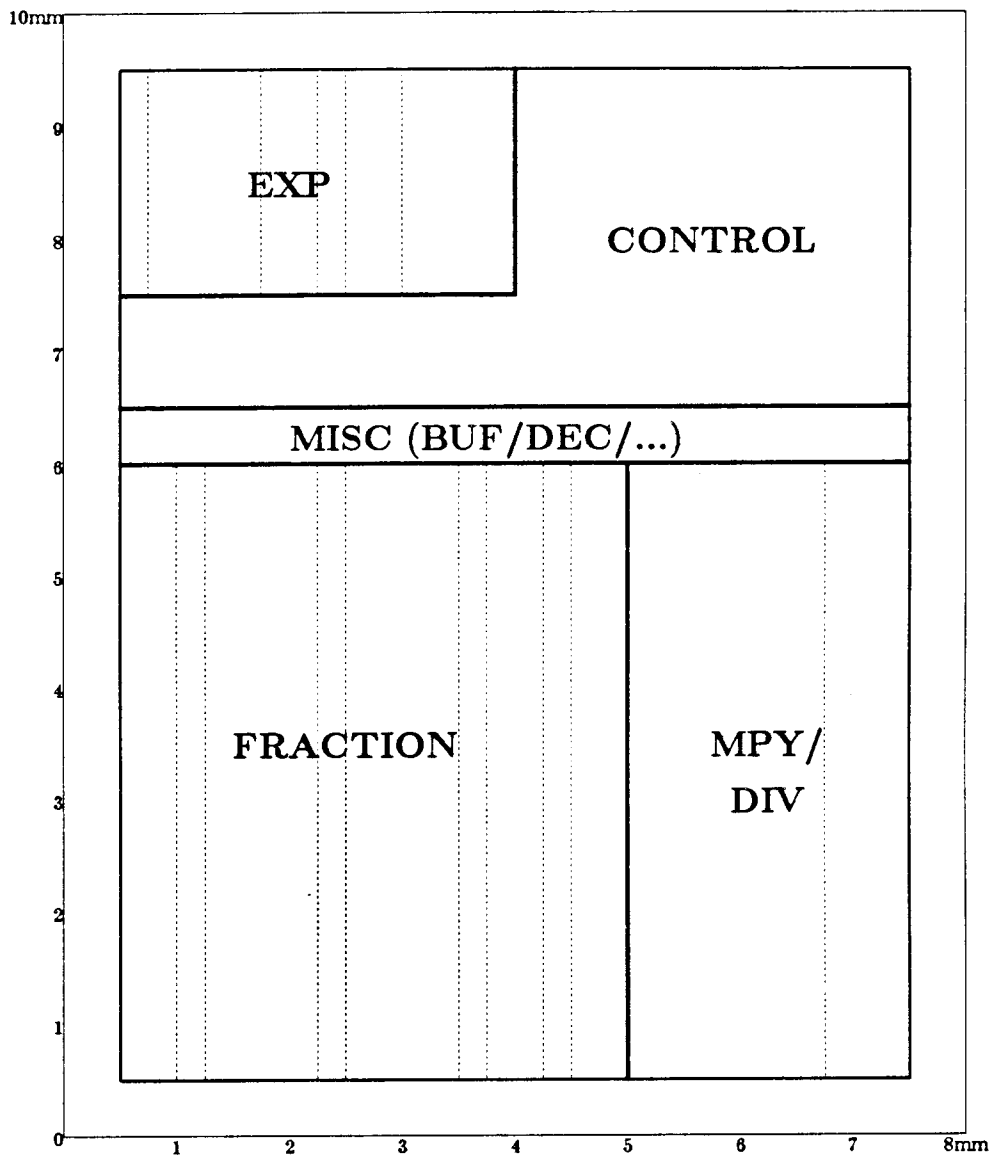 10mm
9
EXP
8
CONTROL
7
MISC (BUF/DEC/...)
6
5
4
FRACTION
MPY/
DIV
3
2
1
0
1 2 3 4 5 6 7 8mm